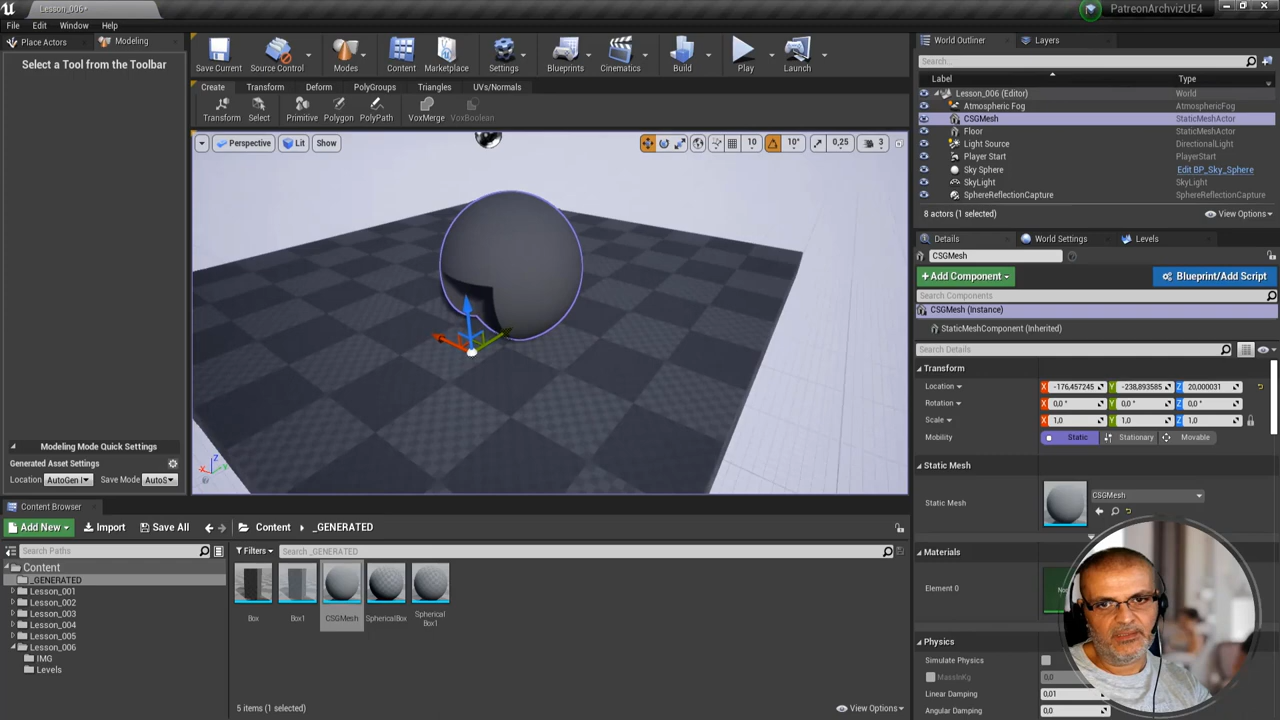 Lesson_006*
PatreonArchvizUE4
File Edit Window Help
Place Actors Modeling
Select a Tool from the Toolbar
Save Current Source Control Modes Content Marketplace Settings Blueprints Cinematics Build Play Launch
Create Transform Deform PolyGroups Triangles UVs/Normals
Transform Select Primitive Polygon PolyPath VoxMerge VoxBoolean
Perspective Lit Show 10 10° 0,25 3
World Outliner Layers
Search...
Label Type
Lesson_006 (Editor) World
Atmospheric Fog AtmosphericFog
CSGMesh StaticMeshActor
Floor StaticMeshActor
Light Source DirectionalLight
Player Start PlayerStart
Sky Sphere Edit BP_Sky_Sphere
SkyLight SkyLight
SphereReflectionCapture SphereReflectionCapture
8 actors (1 selected) View Options
Details World Settings Levels
CSGMesh
+ Add Component Blueprint/Add Script
Search Components
CSGMesh (Instance)
StaticMeshComponent (Inherited)
Search Details
Transform
Location X -176,457245 Y -238,893585 Z 20,000031
Rotation X 0,0 ° Y 0,0 ° Z 0,0 °
Scale X 1,0 Y 1,0 Z 1,0
Mobility Static Stationary Movable
Static Mesh
Static Mesh CSGMesh
Materials
Element 0
Physics
Simulate Physics
MassInKg 0,0
Linear Damping 0,01
Angular Damping 0,0
Z
X Y
Modeling Mode Quick Settings
Generated Asset Settings
Location AutoGen Save Mode AutoS
Content Browser
Add New Import Save All Content _GENERATED
Search Paths
Filters Search _GENERATED
Content
_GENERATED
Lesson_001
Lesson_002
Lesson_003
Lesson_004
Lesson_005
Lesson_006
IMG
Levels
Box Box1 CSGMesh SphericalBox Spherical
Box1
5 items (1 selected) View Options